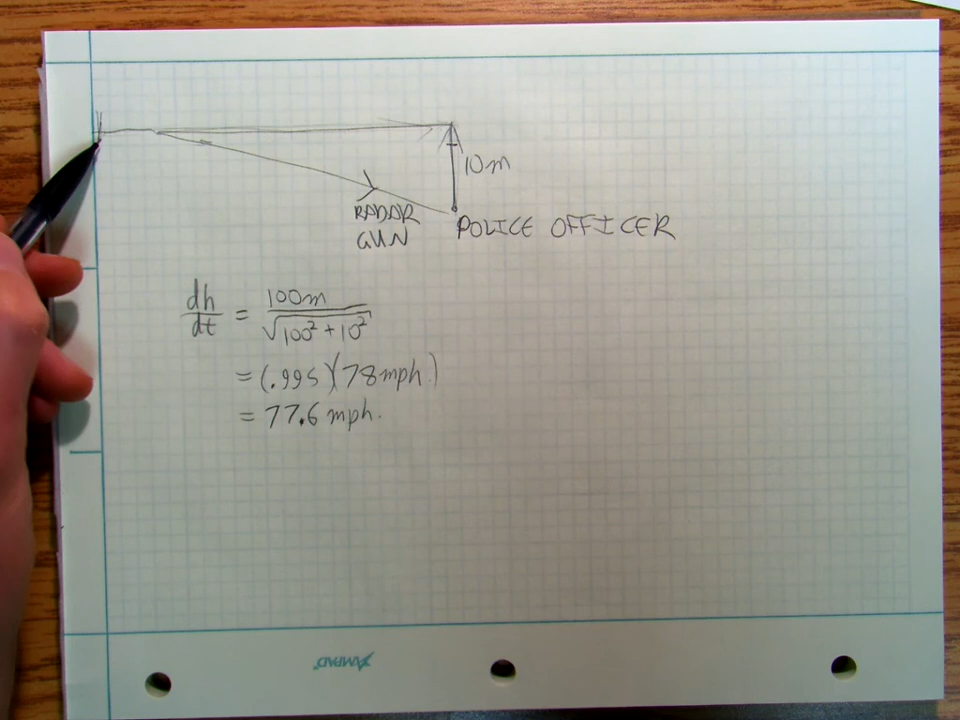 10m
RADAR
GUN
POLICE OFFICER
dh/dt = 100m/√100² + 10²
= (.995)(78mph.)
= 77.6 mph.
AMPAD